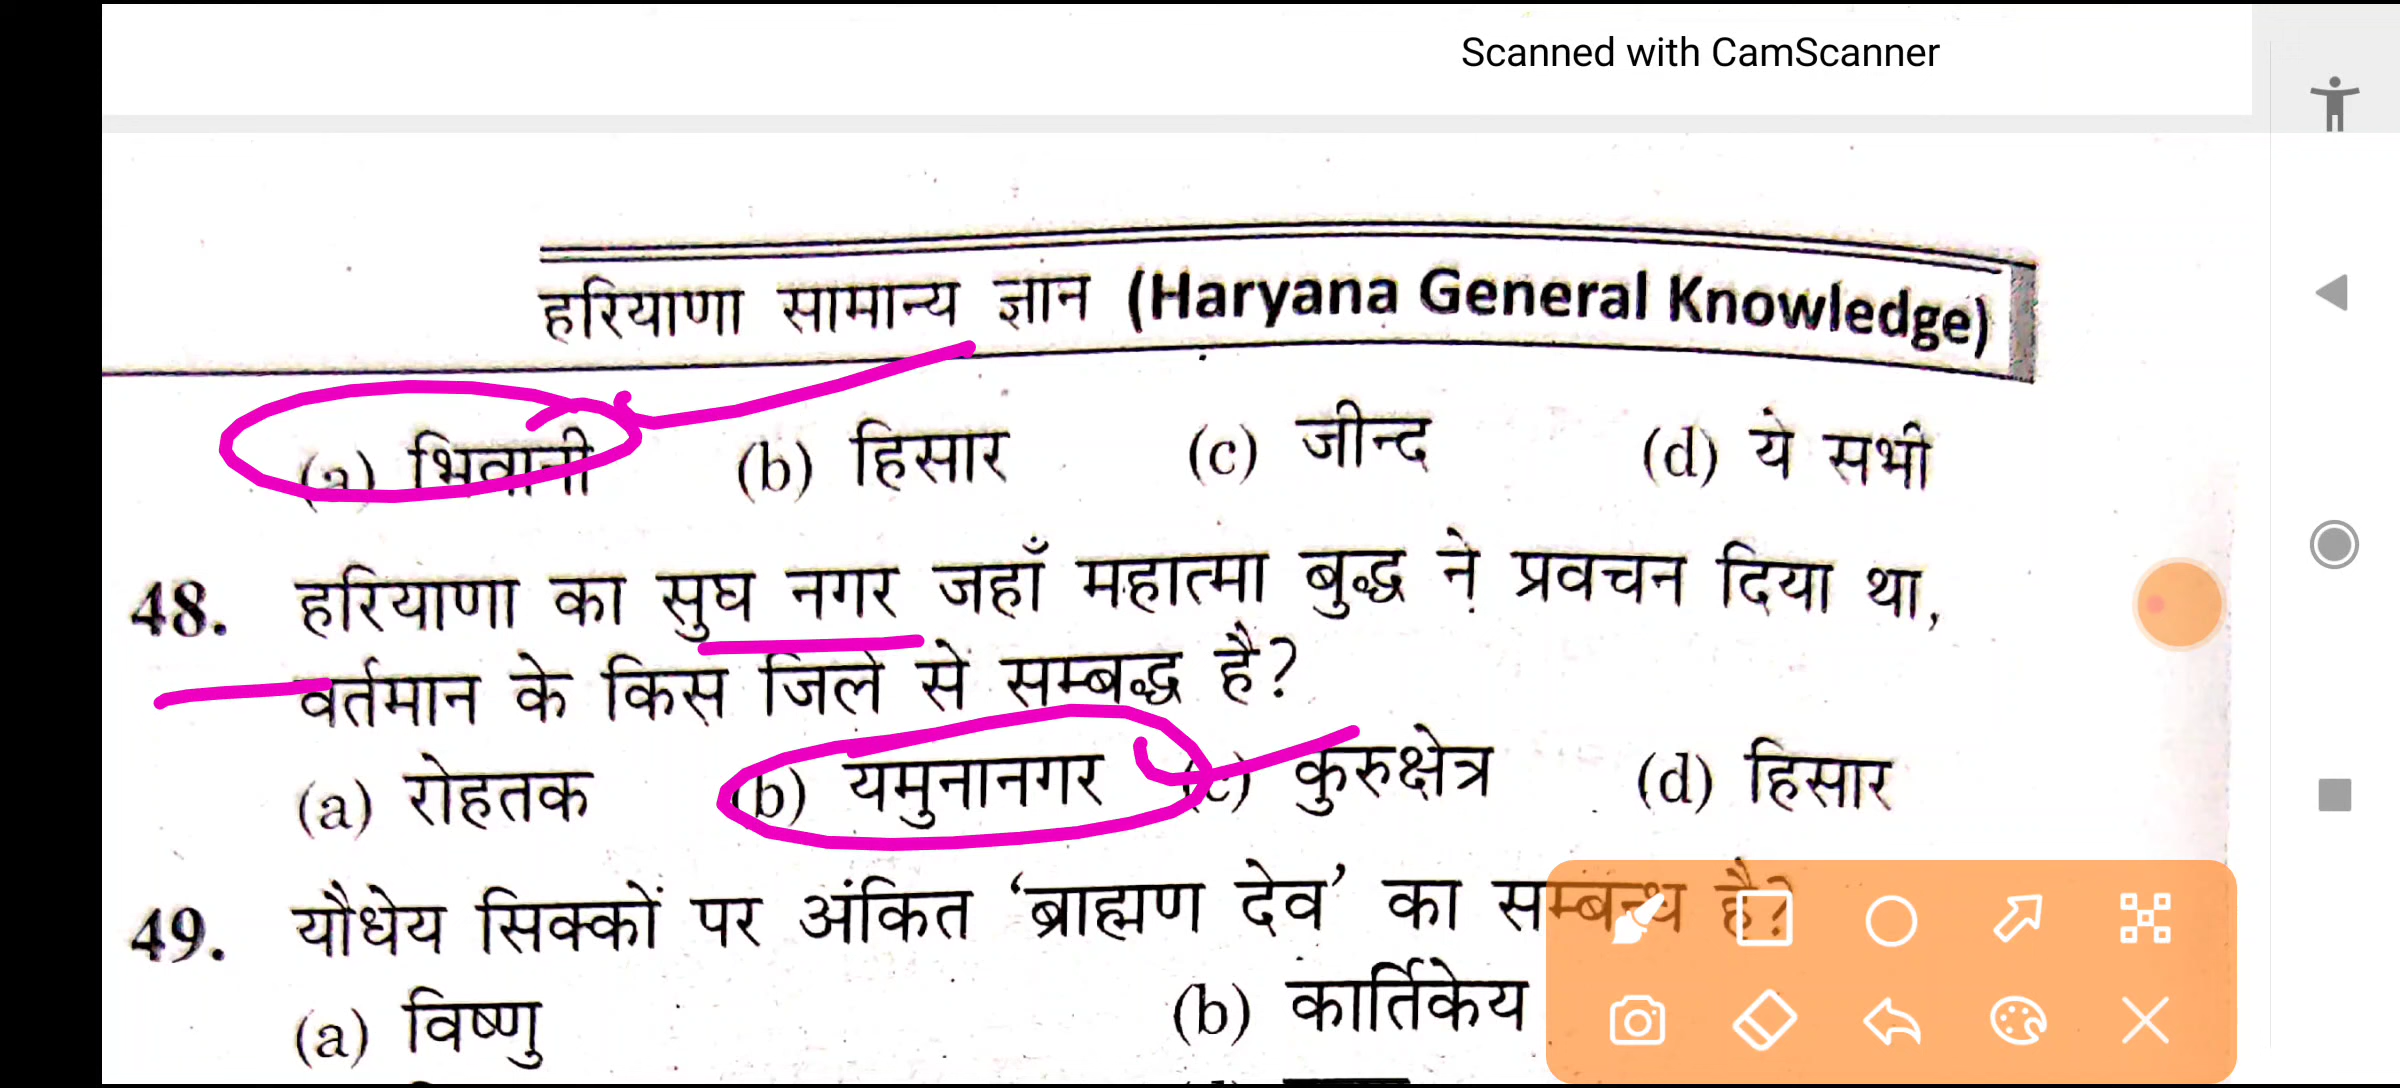 Scanned with CamScanner
हरियाणा सामान्य ज्ञान (Haryana General Knowledge)
(a) भिवानी (b) हिसार (c) जीन्द (d) ये सभी
48. हरियाणा का सुघ नगर जहाँ महात्मा बुद्ध ने प्रवचन दिया था,
वर्तमान के किस जिले से सम्बद्ध है?
(a) रोहतक (b) यमुनानगर (c) कुरुक्षेत्र (d) हिसार
49. यौधेय सिक्कों पर अंकित ‘ब्राह्मण देव’ का सम्बन्ध है?
(a) विष्णु (b) कार्तिकेय